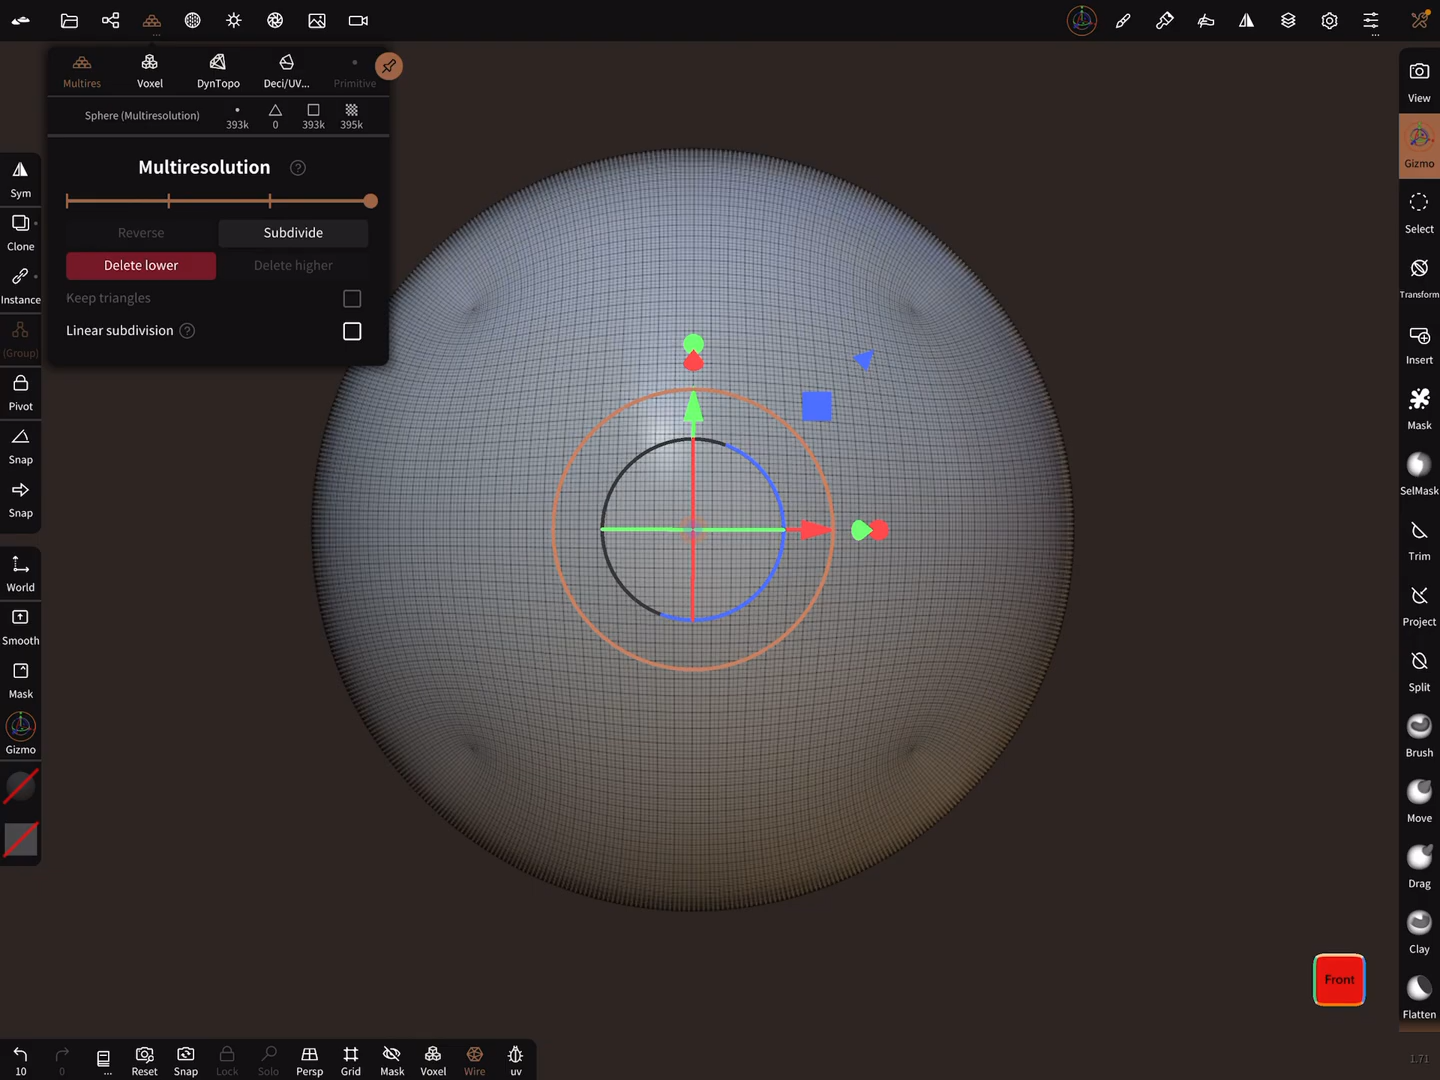 Multires
Voxel
DynTopo
Deci/UV...
Primitive
Sphere (Multiresolution)
393k
0
393k
395k
Multiresolution ?
Reverse
Subdivide
Delete lower
Delete higher
Keep triangles
Linear subdivision ?
Sym
Clone
Instance
(Group)
Pivot
Snap
Snap
World
Smooth
Mask
Gizmo
View
Gizmo
Select
Transform
Insert
Mask
SelMask
Trim
Project
Split
Brush
Move
Drag
Clay
Flatten
Front
10
0
...
Reset
Snap
Lock
Solo
Persp
Grid
Mask
Voxel
Wire
uv
1.71